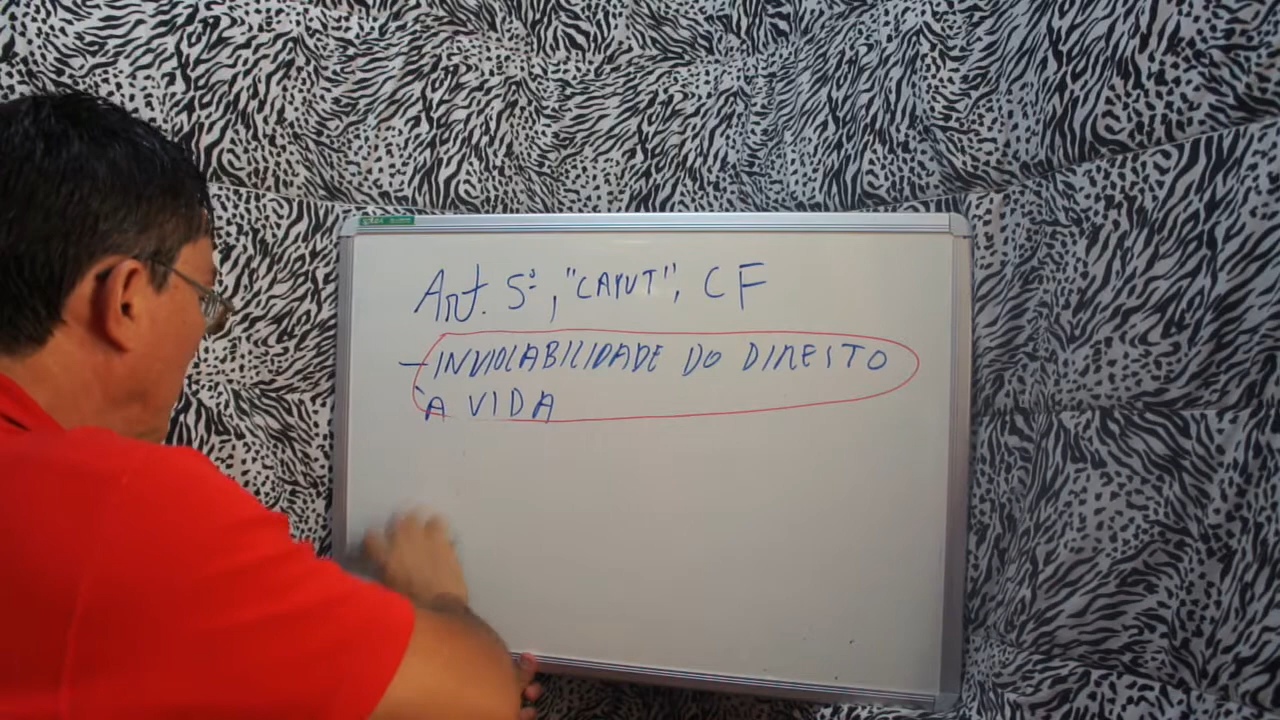 Art. 5º, "CAPUT", CF
- INVIOLABILIDADE DO DIREITO
À VIDA